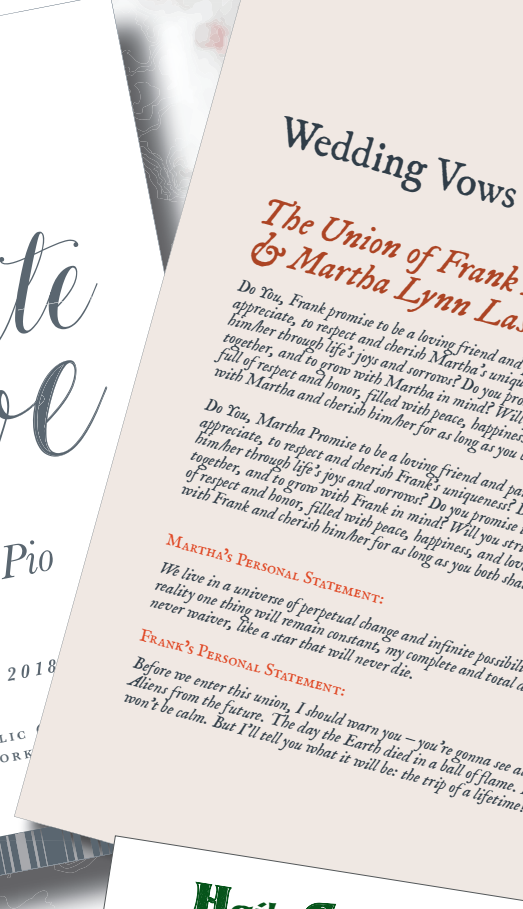 Pio
2018
Wedding Vows
The Union of Frank
& Martha Lynn
Do You, Frank promise to be a loving friend and
appreciate, to respect and cherish Martha's
him/her through life's joys and sorrows? Do you
together, and to grow with Martha in mind? Will
full of respect and honor, filled with peace,
with Martha and cherish him/her for as long as you
Do You, Martha Promise to be a loving friend and
appreciate, to respect and cherish Frank's uniqueness?
him/her through life's joys and sorrows? Do you promise
together, and to grow with Frank in mind? Will you
of respect and honor, filled with peace, happiness, and
with Frank and cherish him/her for as long as you both
Martha's Personal Statement:
We live in a universe of perpetual change and infinite
reality one thing will remain constant, my complete and total
never waiver, like a star that will never die.
Frank's Personal Statement:
Before we enter this union, I should warn you – you're gonna see
Aliens from the future. The day the Earth died in a ball of flame.
won't be calm. But I'll tell you what it will be: the trip of a lifetime